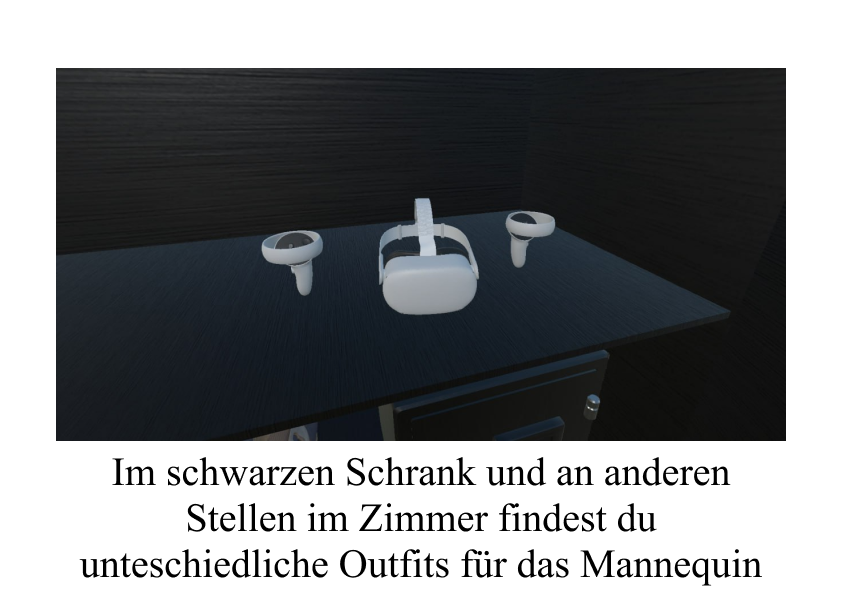 Im schwarzen Schrank und an anderen
Stellen im Zimmer findest du
unteschiedliche Outfits für das Mannequin